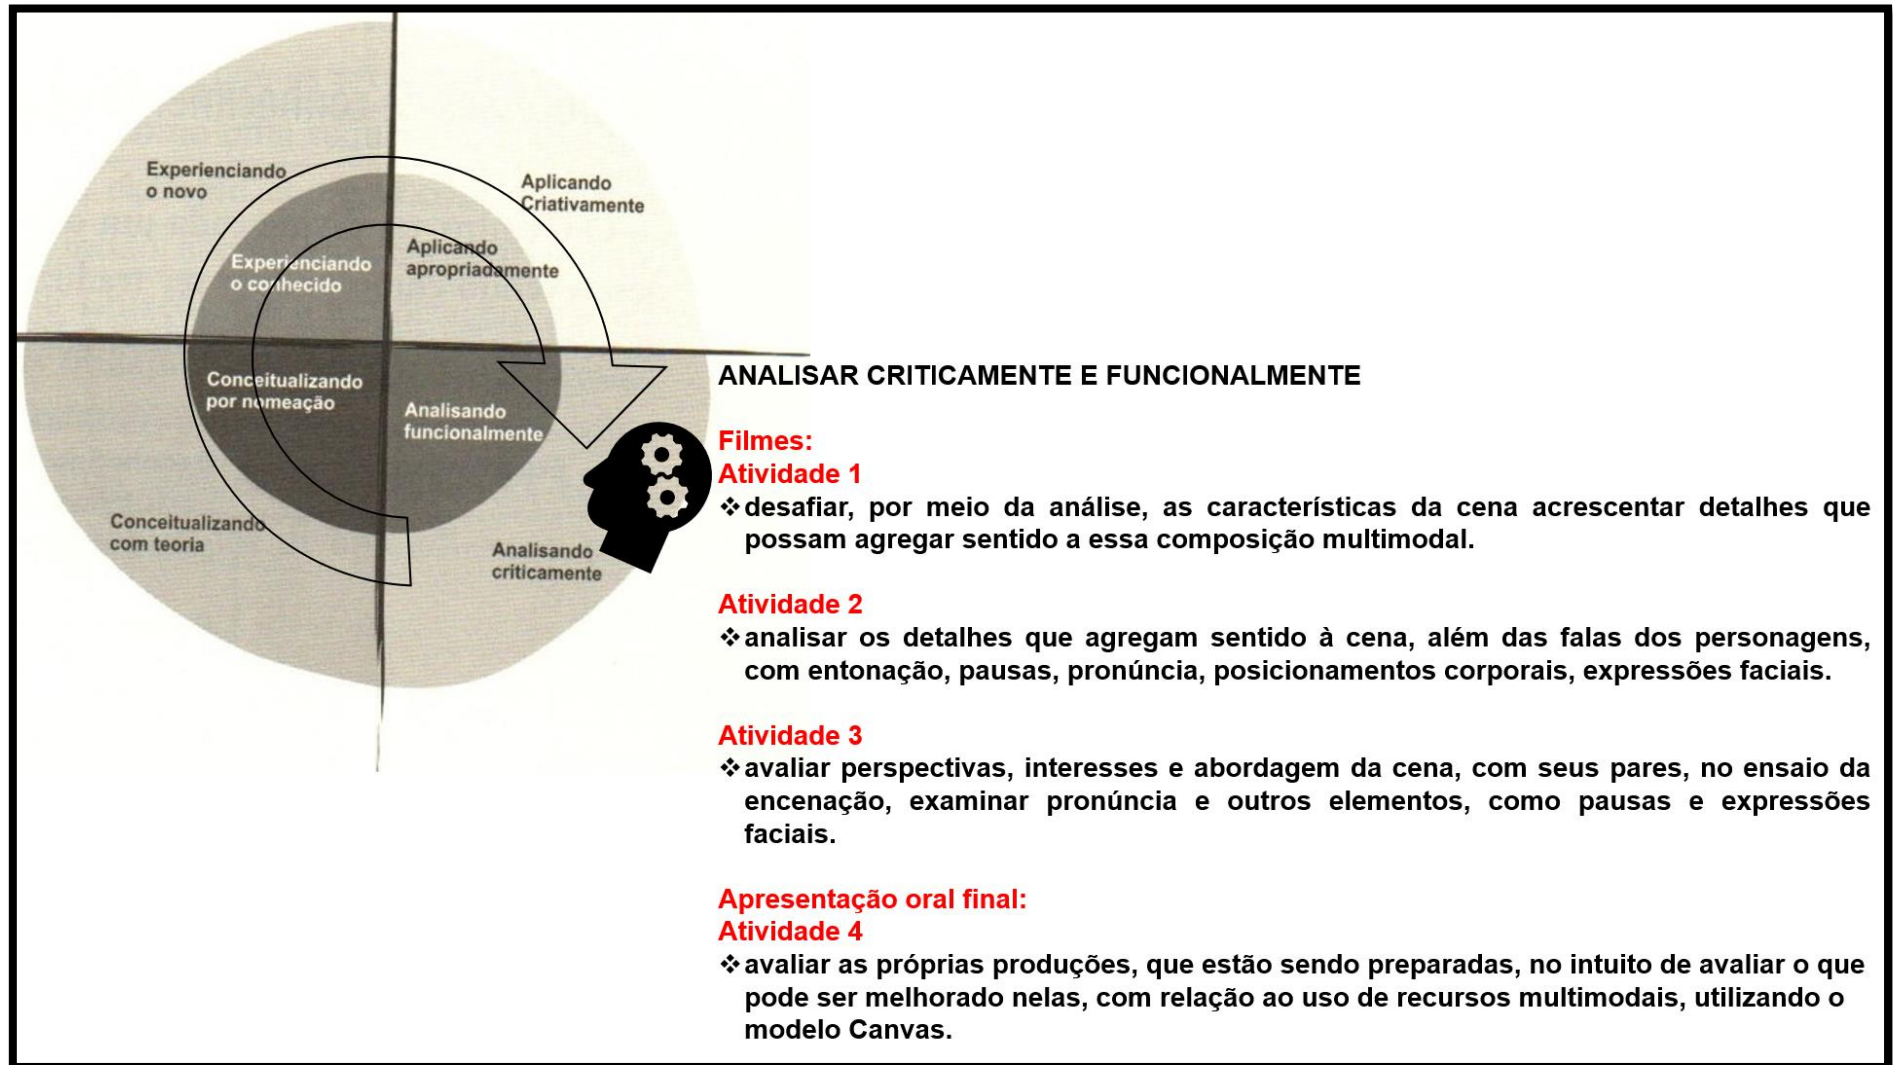 Experienciando
o novo
Aplicando
Criativamente
Experienciando
o conhecido
Aplicando
apropriadamente
Conceitualizando
por nomeação
Analisando
funcionalmente
Conceitualizando
com teoria
Analisando
criticamente
ANALISAR CRITICAMENTE E FUNCIONALMENTE
Filmes:
Atividade 1
❖desafiar, por meio da análise, as características da cena acrescentar detalhes que
possam agregar sentido a essa composição multimodal.
Atividade 2
❖analisar os detalhes que agregam sentido à cena, além das falas dos personagens,
com entonação, pausas, pronúncia, posicionamentos corporais, expressões faciais.
Atividade 3
❖avaliar perspectivas, interesses e abordagem da cena, com seus pares, no ensaio da
encenação, examinar pronúncia e outros elementos, como pausas e expressões
faciais.
Apresentação oral final:
Atividade 4
❖avaliar as próprias produções, que estão sendo preparadas, no intuito de avaliar o que
pode ser melhorado nelas, com relação ao uso de recursos multimodais, utilizando o
modelo Canvas.